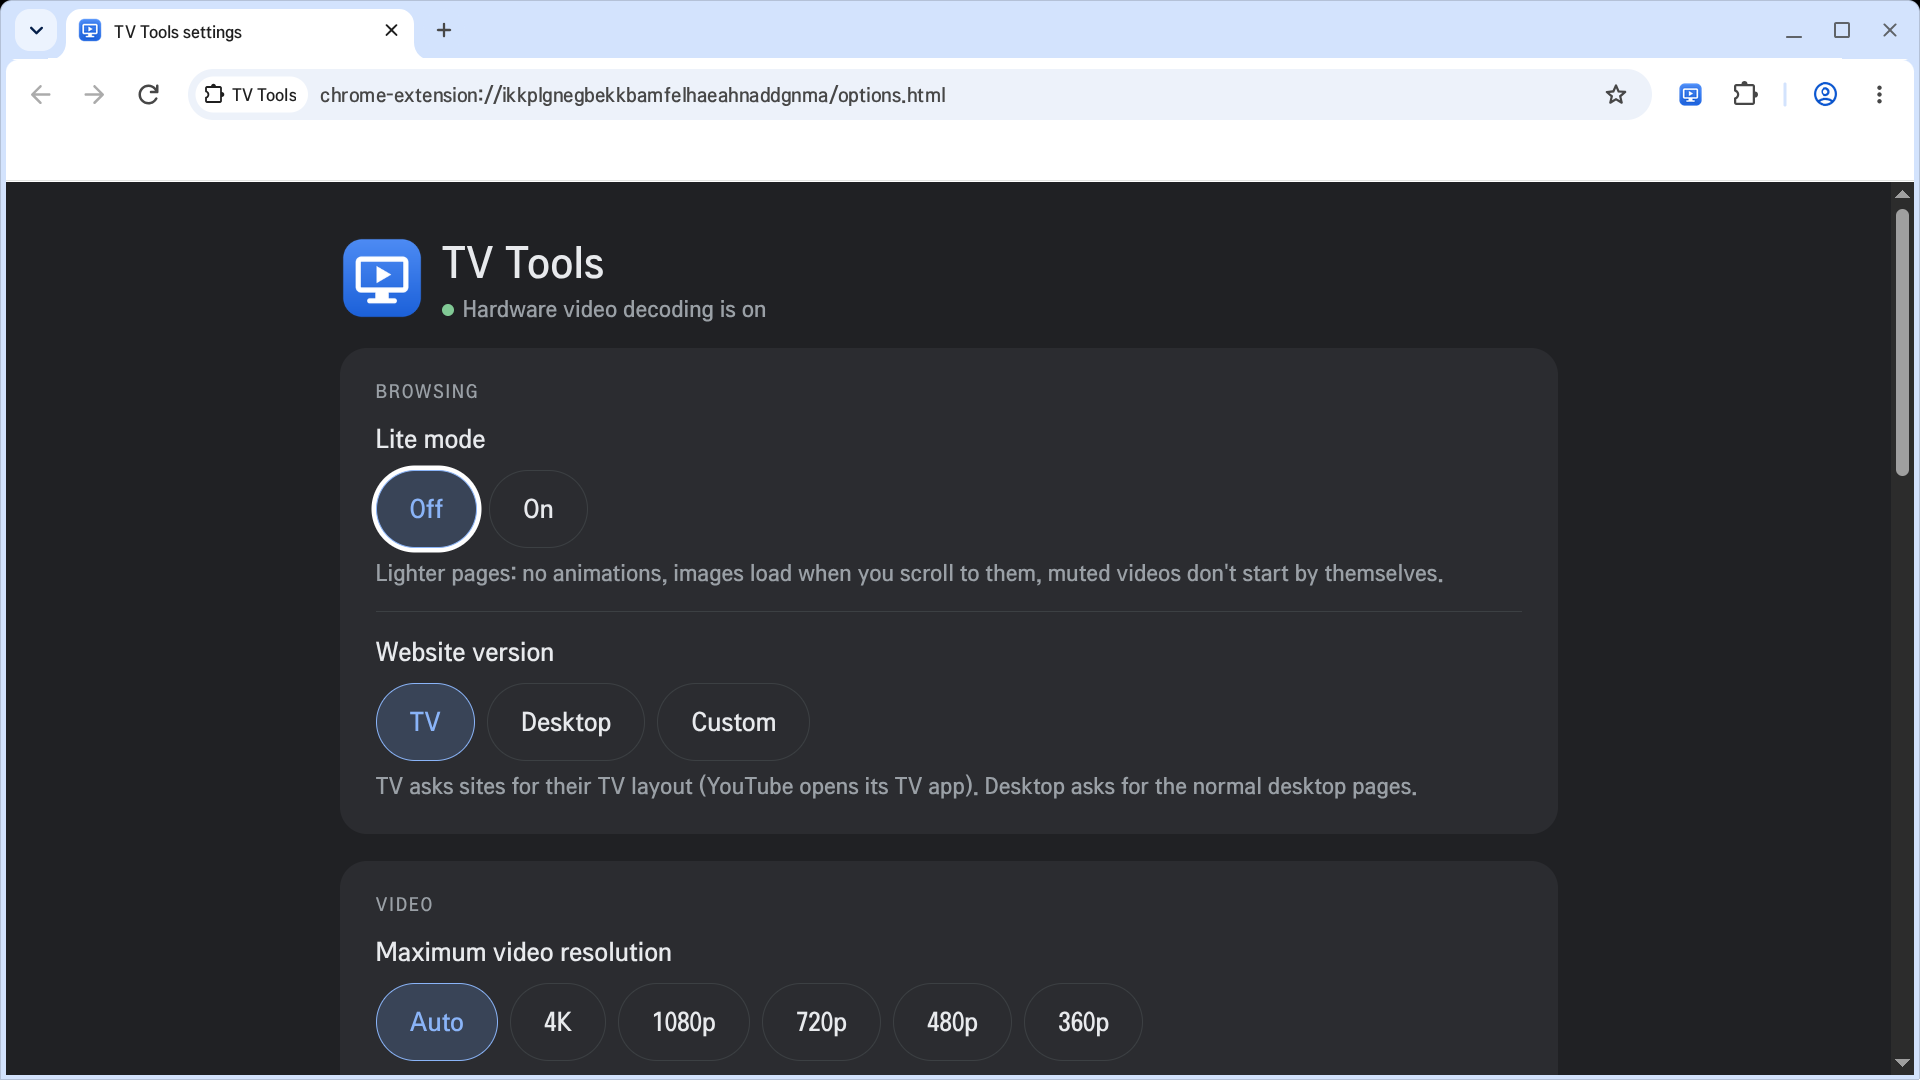 TV Tools settings
TV Tools
chrome-extension://ikkplgnegbekkbamfelhaeahnaddgnma/options.html
TV Tools
Hardware video decoding is on
BROWSING
Lite mode
Off On
Lighter pages: no animations, images load when you scroll to them, muted videos don't start by themselves.
Website version
TV Desktop Custom
TV asks sites for their TV layout (YouTube opens its TV app). Desktop asks for the normal desktop pages.
VIDEO
Maximum video resolution
Auto 4K 1080p 720p 480p 360p